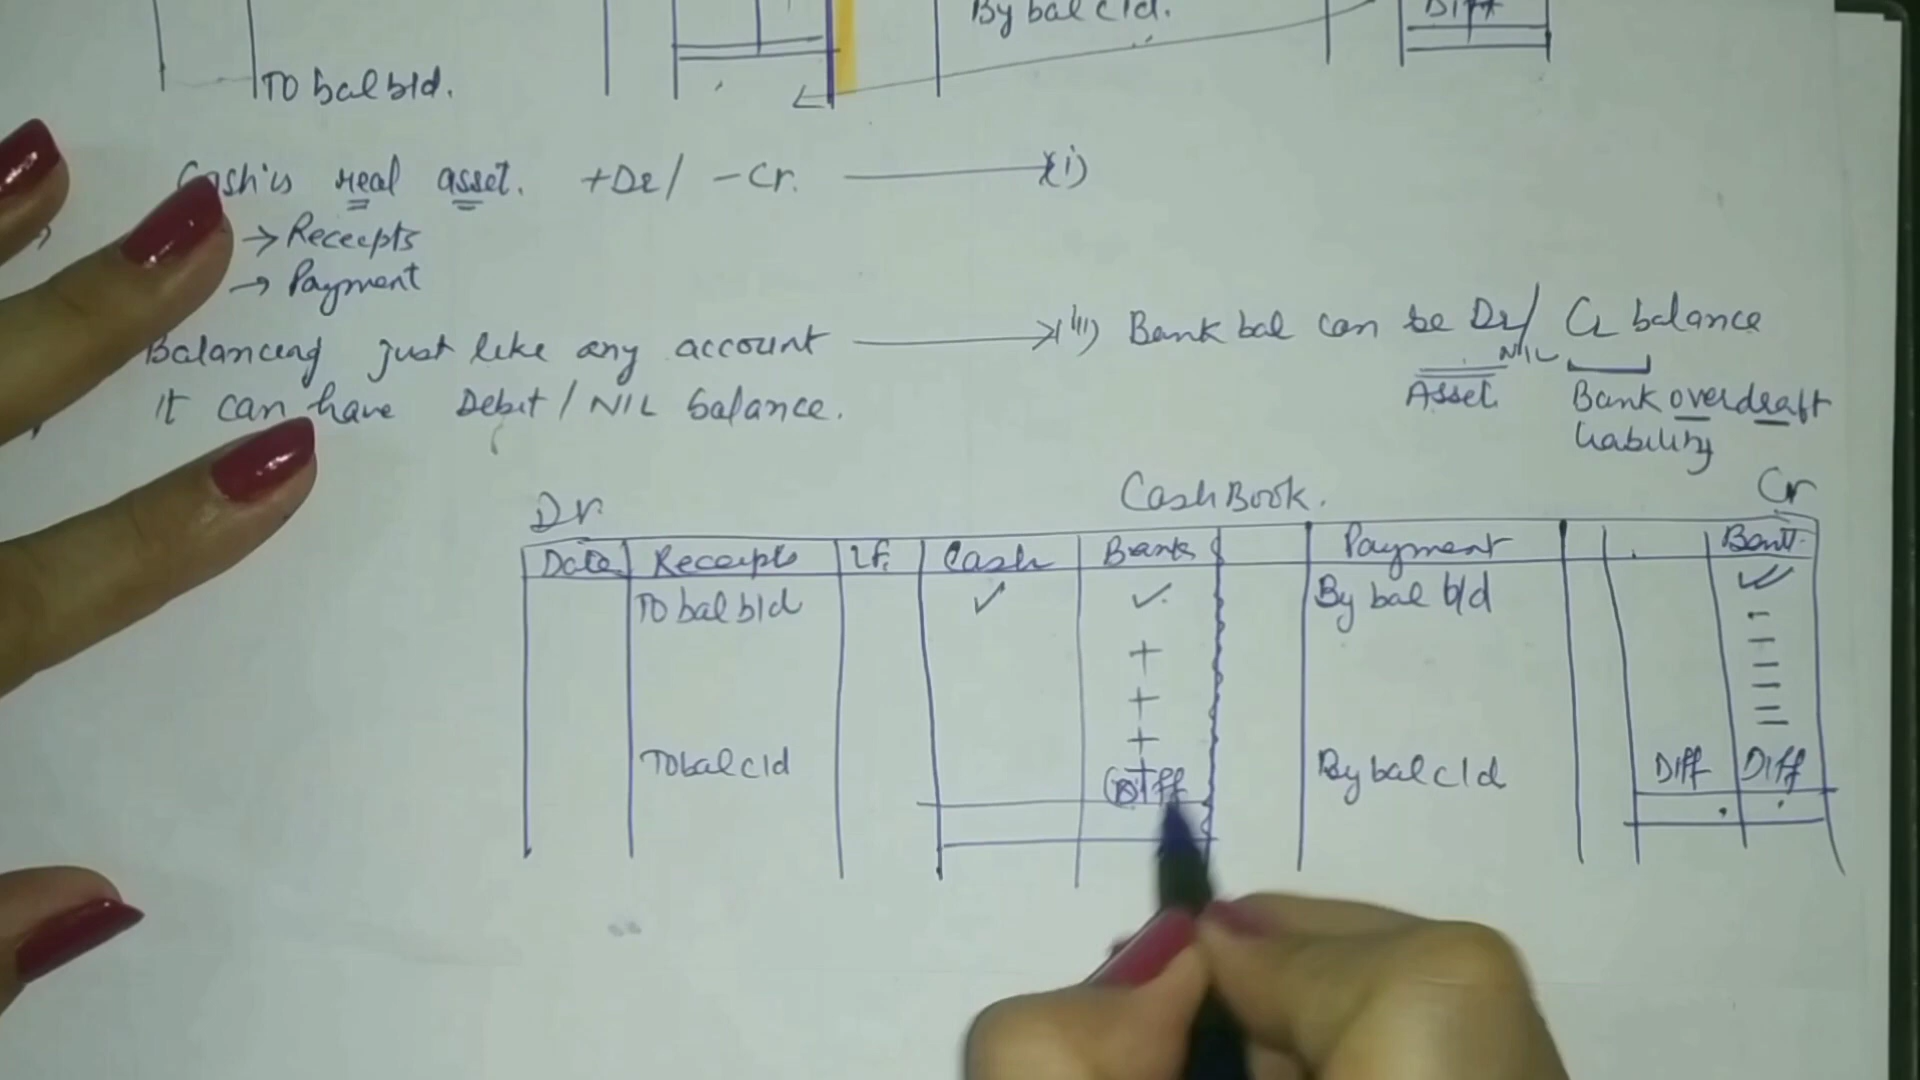 By bal c/d.
Diff
To bal b/d.
Cash is real asset. +Dr/ -Cr. (i)
→ Receipts
→ Payment
Balancing just like any account
(ii) Bank bal can be Dr/ Cr balance
NIL
It can have Debit / NIL balance.
Asset Bank overdraft
liability
Dr. Cash Book. Cr
Date Receipts LF. Cash Bank Payment Bank
To bal b/d ✓ ✓ By bal b/d ✓
+ -
+ -
+ -
+ -
To bal c/d Diff By bal c/d Diff Diff